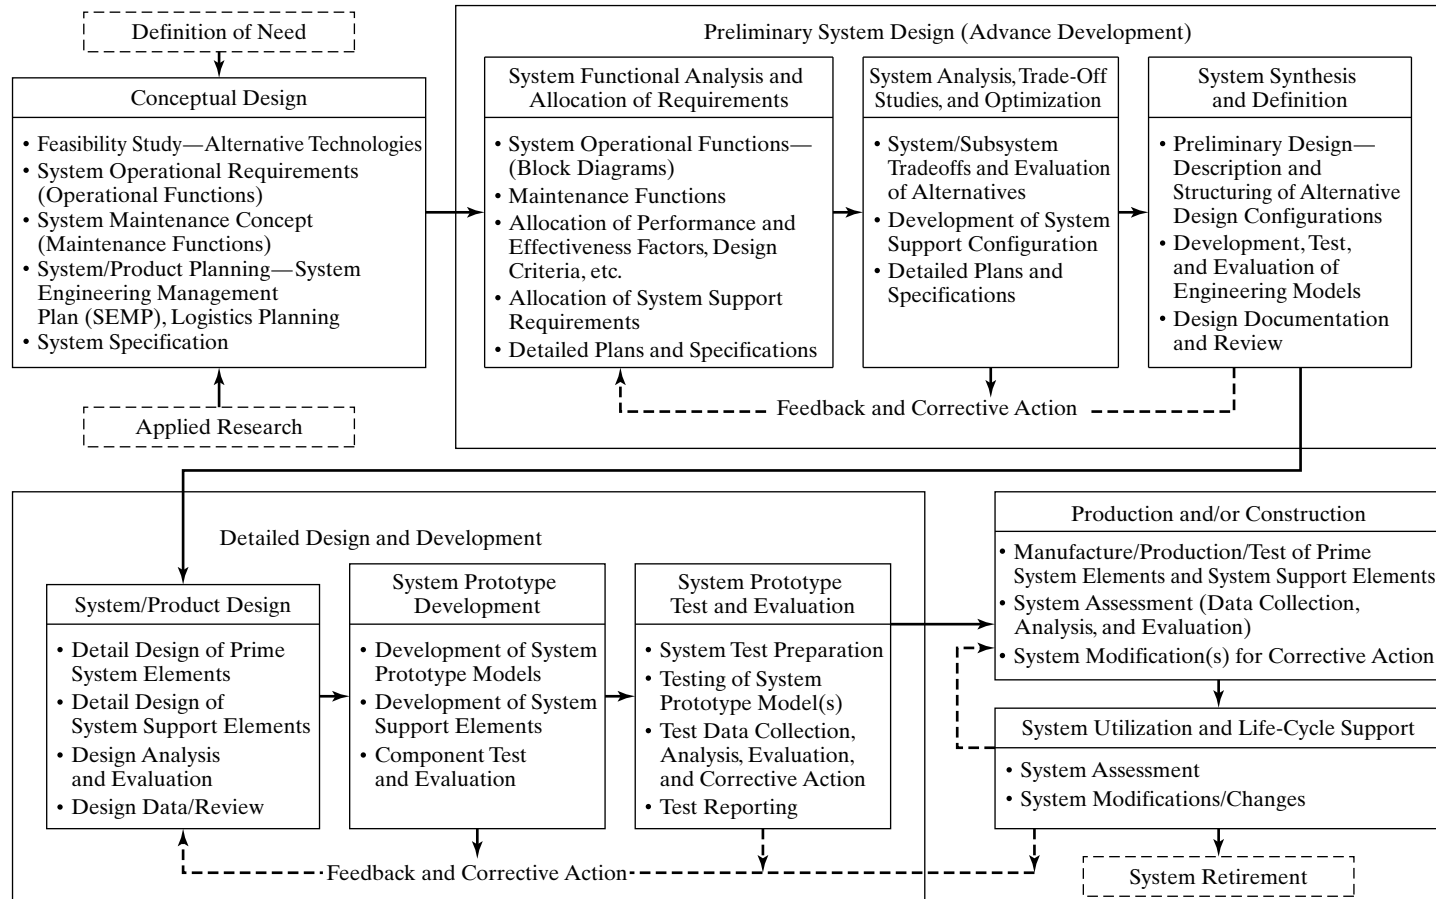 Definition of Need
Conceptual Design
• Feasibility Study—Alternative Technologies
• System Operational Requirements
(Operational Functions)
• System Maintenance Concept
(Maintenance Functions)
• System/Product Planning—System
Engineering Management
Plan (SEMP), Logistics Planning
• System Specification
Applied Research
Preliminary System Design (Advance Development)
System Functional Analysis and
Allocation of Requirements
• System Operational Functions—
(Block Diagrams)
• Maintenance Functions
• Allocation of Performance and
Effectiveness Factors, Design
Criteria, etc.
• Allocation of System Support
Requirements
• Detailed Plans and Specifications
System Analysis, Trade-Off
Studies, and Optimization
• System/Subsystem
Tradeoffs and Evaluation
of Alternatives
• Development of System
Support Configuration
• Detailed Plans and
Specifications
System Synthesis
and Definition
• Preliminary Design—
Description and
Structuring of Alternative
Design Configurations
• Development, Test,
and Evaluation of
Engineering Models
• Design Documentation
and Review
Feedback and Corrective Action
Detailed Design and Development
System/Product Design
• Detail Design of Prime
System Elements
• Detail Design of
System Support Elements
• Design Analysis
and Evaluation
• Design Data/Review
System Prototype
Development
• Development of System
Prototype Models
• Development of System
Support Elements
• Component Test
and Evaluation
System Prototype
Test and Evaluation
• System Test Preparation
• Testing of System
Prototype Model(s)
• Test Data Collection,
Analysis, Evaluation,
and Corrective Action
• Test Reporting
Feedback and Corrective Action
Production and/or Construction
• Manufacture/Production/Test of Prime
System Elements and System Support Elements
• System Assessment (Data Collection,
Analysis, and Evaluation)
• System Modification(s) for Corrective Action
System Utilization and Life-Cycle Support
• System Assessment
• System Modifications/Changes
System Retirement